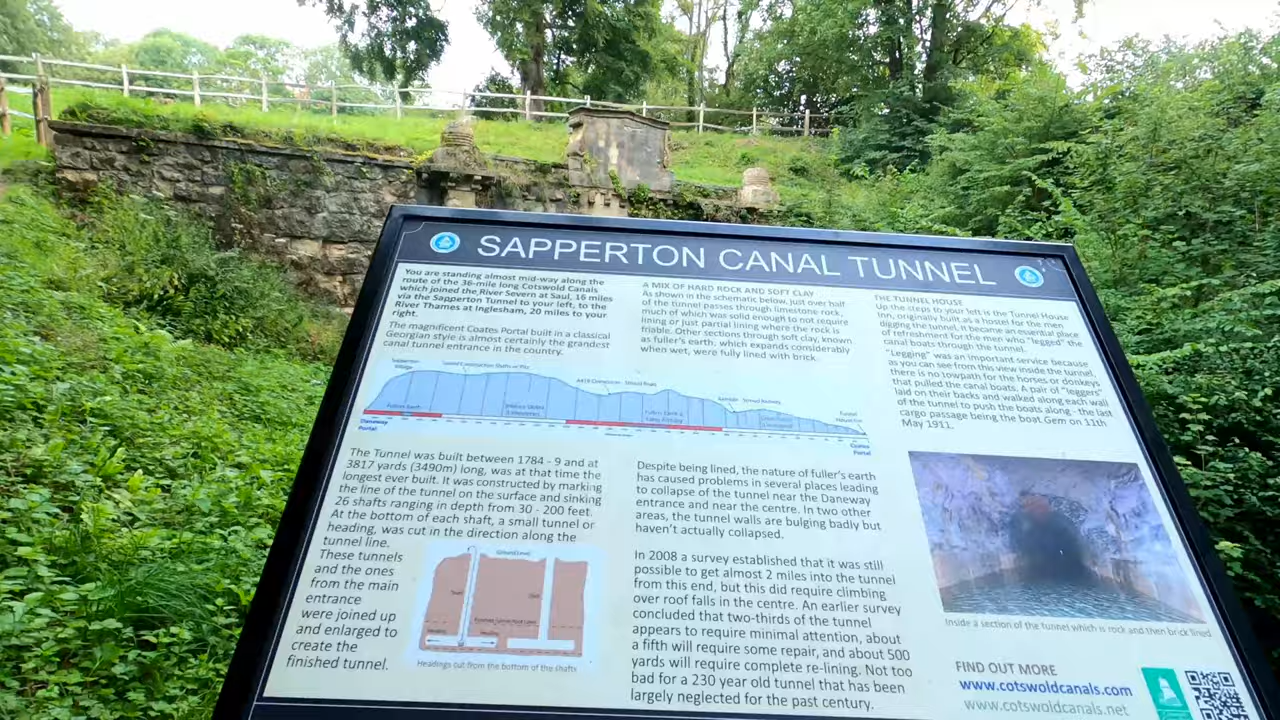 SAPPERTON CANAL TUNNEL
You are standing almost mid-way along the
route of the 36-mile long Cotswold Canals
which joined the River Severn at Saul, 16 miles
via the Sapperton Tunnel to your left, to the
River Thames at Inglesham, 20 miles to your
right.
The magnificent Coates Portal built in a classical
Georgian style is almost certainly the grandest
canal tunnel entrance in the country.
A MIX OF HARD ROCK AND SOFT CLAY
As shown in the schematic below, just over half
of the tunnel passes through limestone rock,
much of which was solid enough to not require
lining or just partial lining where the rock is
friable. Other sections through soft clay, known
as fuller's earth, which expands considerably
when wet, were fully lined with brick.
THE TUNNEL HOUSE
Up the steps to your left is the Tunnel House
Inn, originally built as a hostel for the men
digging the tunnel, it became an essential place
of refreshment for the men who "legged" the
canal boats through the tunnel.
"Legging" was an important service because
as you can see from this view inside the tunnel
there is no towpath for the horses or donkeys
that pulled the canal boats. A pair of "leggers"
laid on their backs and walked along each wall
of the tunnel to push the boats along - the last
cargo passage being the boat Gem on 11th
May 1911.
Sapperton
Village
Tunnel Construction Shafts or Pits
Tunnel
House Inn
Daneway
Portal
Coates
Portal
The Tunnel was built between 1784 - 9 and at
3817 yards (3490m) long, was at that time the
longest ever built. It was constructed by marking
the line of the tunnel on the surface and sinking
26 shafts ranging in depth from 30 - 200 feet.
At the bottom of each shaft, a small tunnel or
heading, was cut in the direction along the
tunnel line.
These tunnels
and the ones
from the main
entrance
were joined up
and enlarged to
create the
finished tunnel.
Ground Level
Headings cut from the bottom of the shafts
Despite being lined, the nature of fuller's earth
has caused problems in several places leading
to collapse of the tunnel near the Daneway
entrance and near the centre. In two other
areas, the tunnel walls are bulging badly but
haven't actually collapsed.
In 2008 a survey established that it was still
possible to get almost 2 miles into the tunnel
from this end, but this did require climbing
over roof falls in the centre. An earlier survey
concluded that two-thirds of the tunnel
appears to require minimal attention, about
a fifth will require some repair, and about 500
yards will require complete re-lining. Not too
bad for a 230 year old tunnel that has been
largely neglected for the past century.
Inside a section of the tunnel which is rock and then brick lined
FIND OUT MORE
www.cotswoldcanals.com
www.cotswoldcanals.net